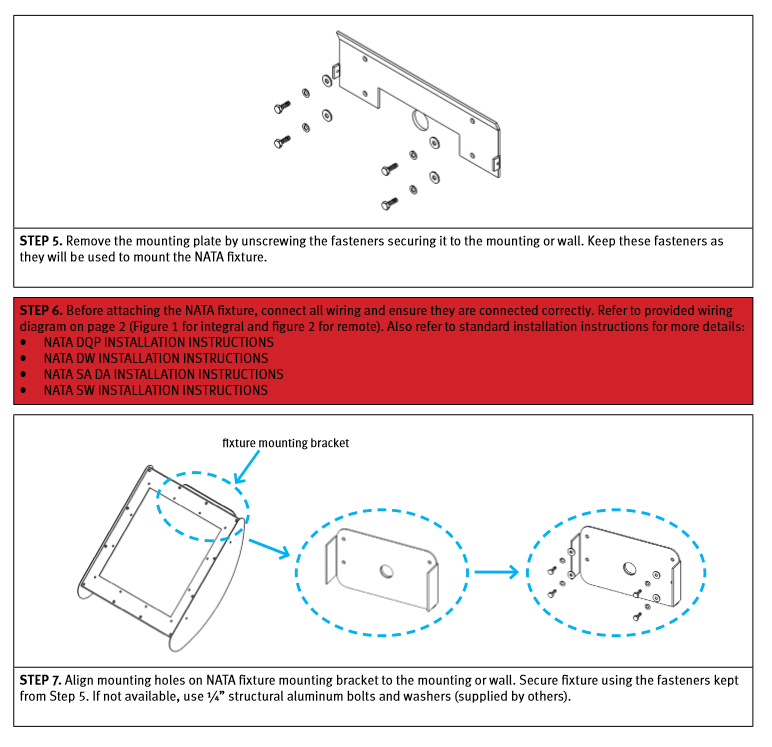 STEP 5. Remove the mounting plate by unscrewing the fasteners securing it to the mounting or wall. Keep these fasteners as
they will be used to mount the NATA fixture.
STEP 6. Before attaching the NATA fixture, connect all wiring and ensure they are connected correctly. Refer to provided wiring
diagram on page 2 (Figure 1 for integral and figure 2 for remote). Also refer to standard installation instructions for more details:
• NATA DQP INSTALLATION INSTRUCTIONS
• NATA DW INSTALLATION INSTRUCTIONS
• NATA SA DA INSTALLATION INSTRUCTIONS
• NATA SW INSTALLATION INSTRUCTIONS
fixture mounting bracket
STEP 7. Align mounting holes on NATA fixture mounting bracket to the mounting or wall. Secure fixture using the fasteners kept
from Step 5. If not available, use ¼” structural aluminum bolts and washers (supplied by others).